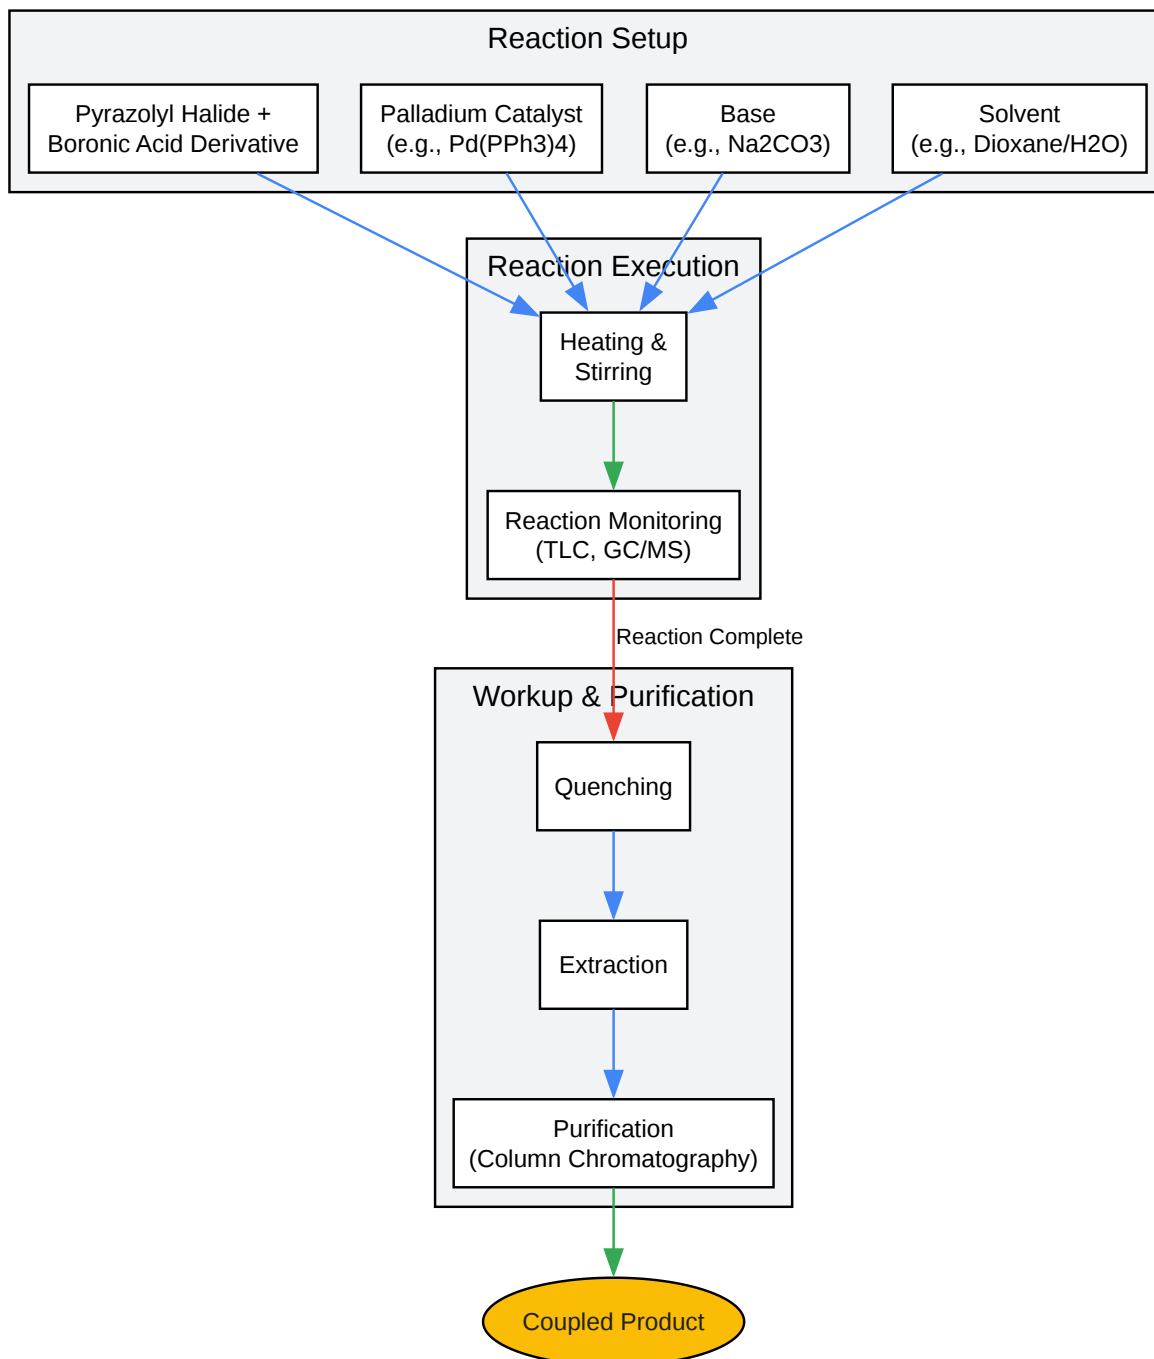 Reaction Setup
Pyrazolyl Halide +
Boronic Acid Derivative
Palladium Catalyst
(e.g., Pd(PPh3)4)
Base
(e.g., Na2CO3)
Solvent
(e.g., Dioxane/H2O)
Reaction Execution
Heating &
Stirring
Reaction Monitoring
(TLC, GC/MS)
Reaction Complete
Workup & Purification
Quenching
Extraction
Purification
(Column Chromatography)
Coupled Product